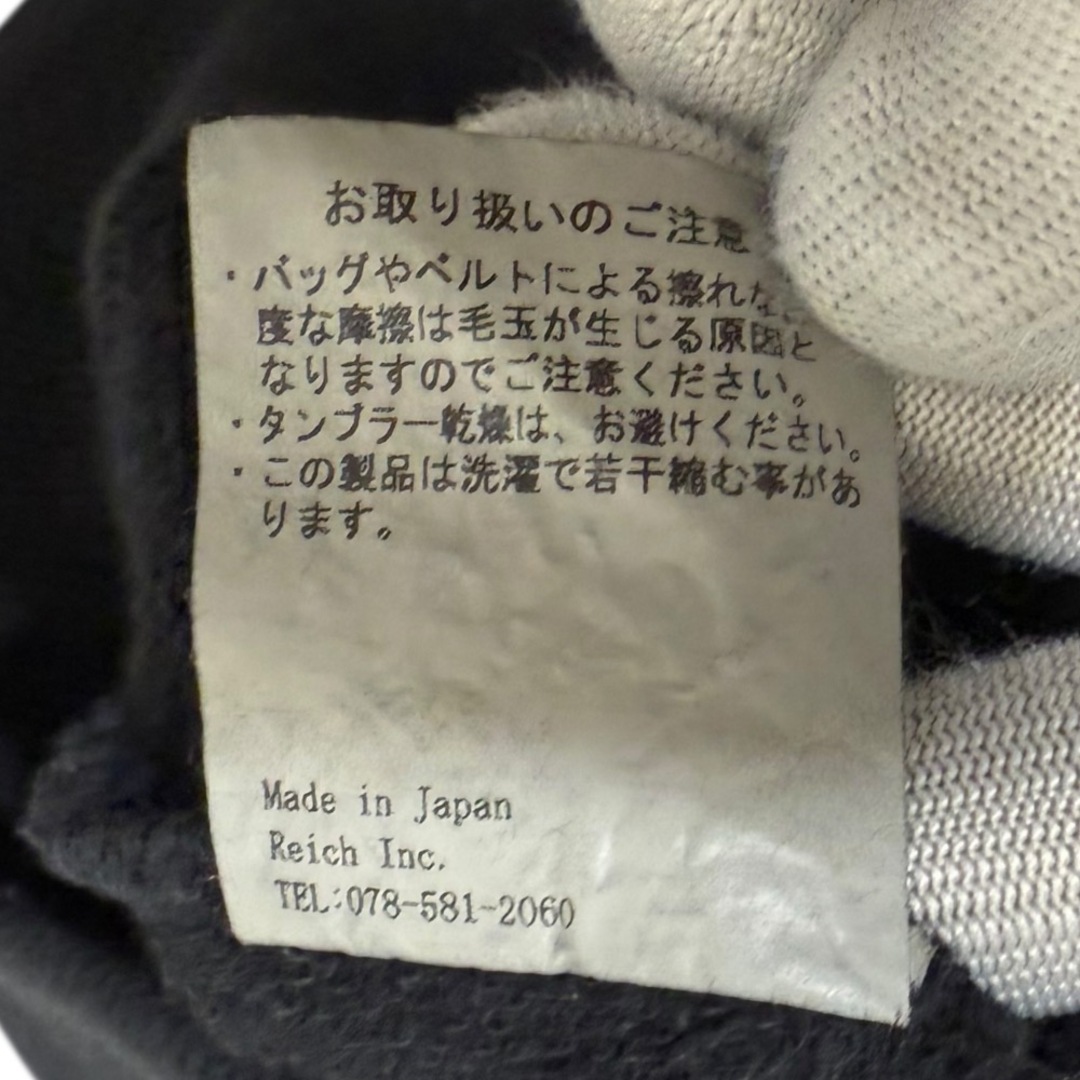 お取り扱いのご注意
・バッグやベルトによる擦れな
度な摩擦は毛玉が生じる原因と
なりますのでご注意ください。
・タンブラー乾燥は、お避けください。
・この製品は洗濯で若干縮む事があ
ります。
Made in Japan
Reich Inc.
TEL:078-581-2060